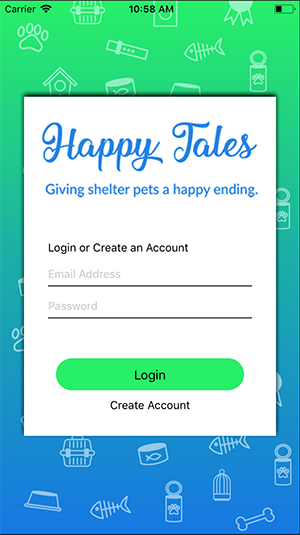 Carrier 10:58 AM
Happy Tales
Giving shelter pets a happy ending.
Login or Create an Account
Email Address
Password
Login
Create Account